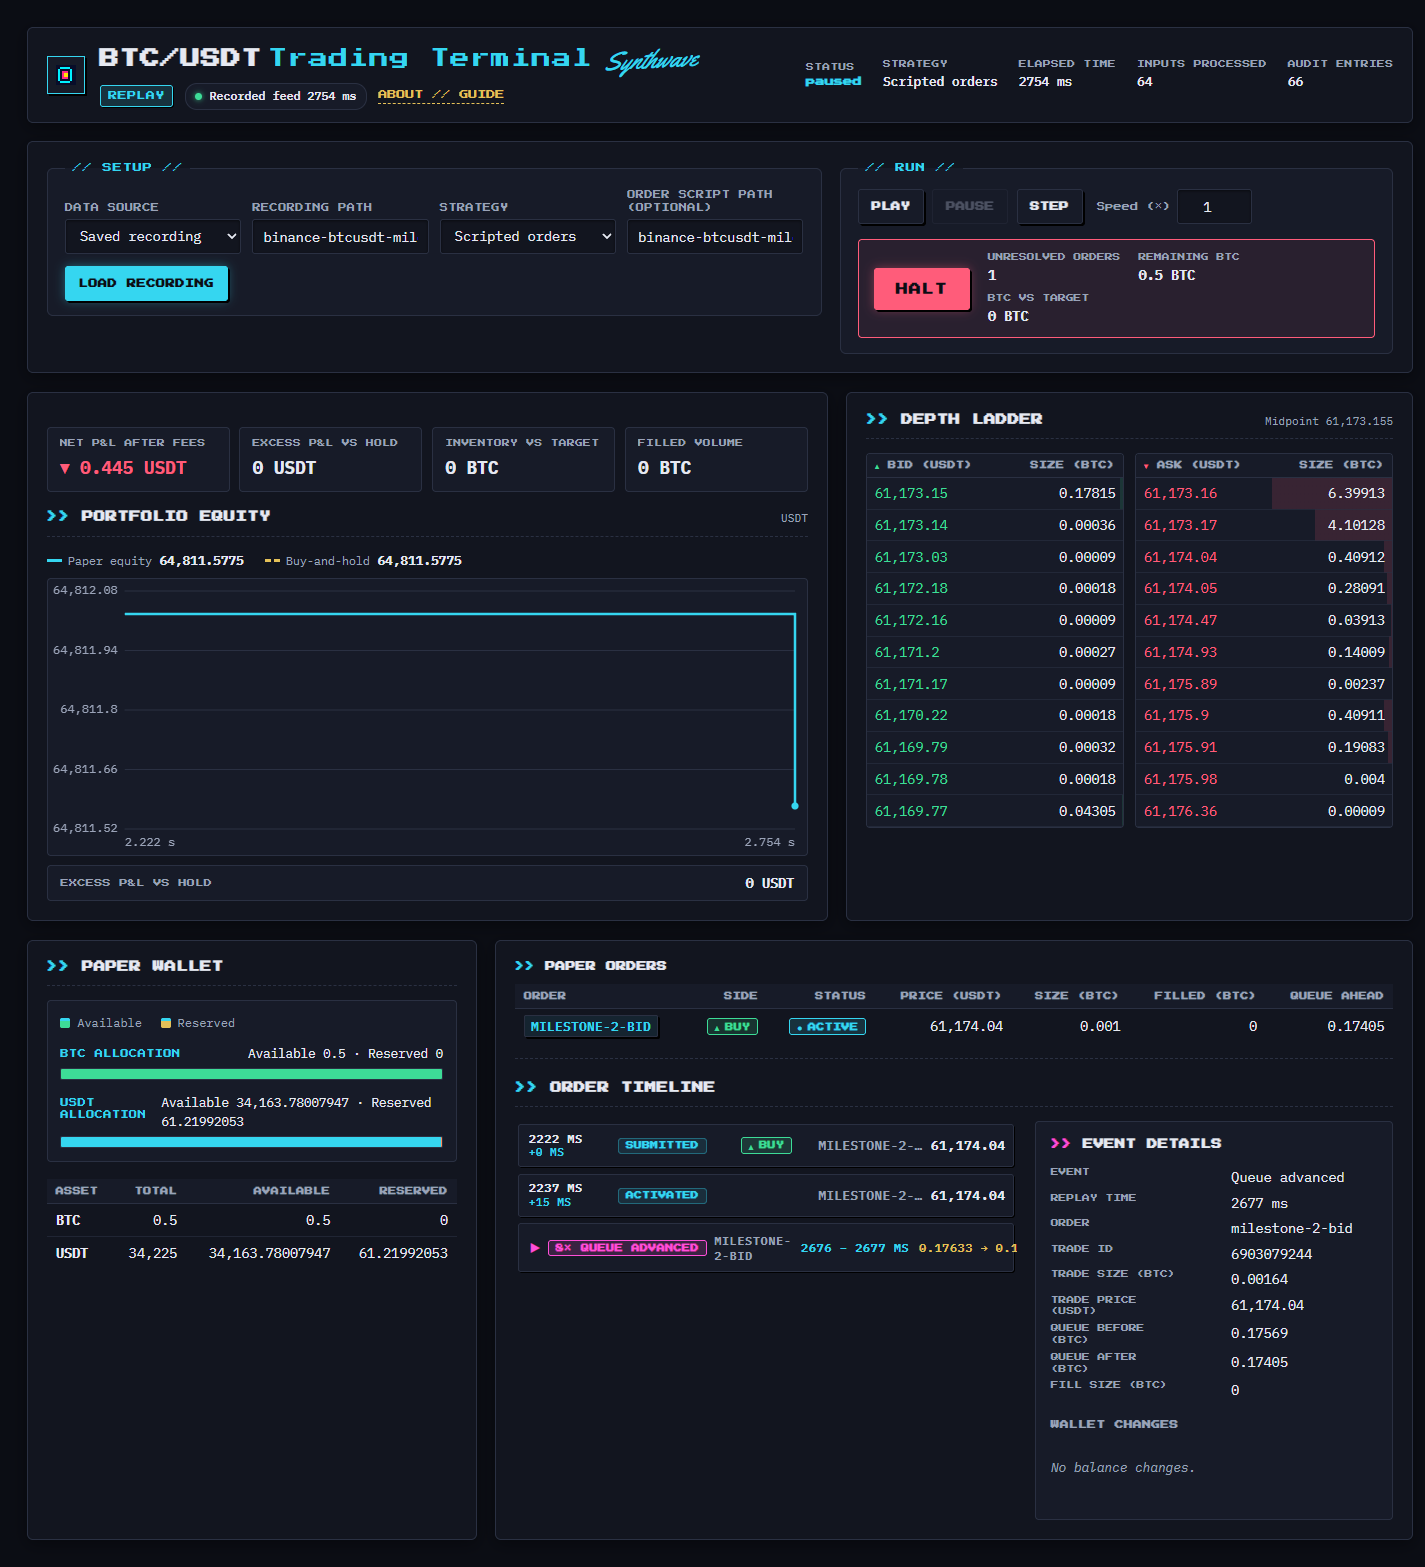 BTC/USDT Trading Terminal Synthwave
REPLAY
Recorded feed 2754 ms
ABOUT // GUIDE
STATUS
paused
STRATEGY
Scripted orders
ELAPSED TIME
2754 ms
INPUTS PROCESSED
64
AUDIT ENTRIES
66
// SETUP //
DATA SOURCE
Saved recording
RECORDING PATH
binance-btcusdt-mil
STRATEGY
Scripted orders
ORDER SCRIPT PATH
(OPTIONAL)
binance-btcusdt-mil
LOAD RECORDING
// RUN //
PLAY
PAUSE
STEP
Speed (×)
1
HALT
UNRESOLVED ORDERS
1
REMAINING BTC
0.5 BTC
BTC VS TARGET
0 BTC
NET P&L AFTER FEES
▼ 0.445 USDT
EXCESS P&L VS HOLD
0 USDT
INVENTORY VS TARGET
0 BTC
FILLED VOLUME
0 BTC
>> PORTFOLIO EQUITY
USDT
Paper equity 64,811.5775
Buy-and-hold 64,811.5775
64,812.08
64,811.94
64,811.8
64,811.66
64,811.52
2.222 s
2.754 s
EXCESS P&L VS HOLD
0 USDT
>> DEPTH LADDER
Midpoint 61,173.155
▲ BID (USDT) SIZE (BTC)
61,173.15 0.17815
61,173.14 0.00036
61,173.03 0.00009
61,172.18 0.00018
61,172.16 0.00009
61,171.2 0.00027
61,171.17 0.00009
61,170.22 0.00018
61,169.79 0.00032
61,169.78 0.00018
61,169.77 0.04305
▼ ASK (USDT) SIZE (BTC)
61,173.16 6.39913
61,173.17 4.10128
61,174.04 0.40912
61,174.05 0.28091
61,174.47 0.03913
61,174.93 0.14009
61,175.89 0.00237
61,175.9 0.40911
61,175.91 0.19083
61,175.98 0.004
61,176.36 0.00009
>> PAPER WALLET
Available
Reserved
BTC ALLOCATION
Available 0.5 · Reserved 0
USDT
ALLOCATION
Available 34,163.78007947 · Reserved
61.21992053
ASSET TOTAL AVAILABLE RESERVED
BTC 0.5 0.5 0
USDT 34,225 34,163.78007947 61.21992053
>> PAPER ORDERS
ORDER SIDE STATUS PRICE (USDT) SIZE (BTC) FILLED (BTC) QUEUE AHEAD
MILESTONE-2-BID ▲ BUY ● ACTIVE 61,174.04 0.001 0 0.17405
>> ORDER TIMELINE
2222 MS
+0 MS
SUBMITTED
▲ BUY
MILESTONE-2-… 61,174.04
2237 MS
+15 MS
ACTIVATED
MILESTONE-2-… 61,174.04
▶ 8× QUEUE ADVANCED
MILESTONE-
2-BID
2676 – 2677 MS
0.17633 → 0.1
>> EVENT DETAILS
EVENT
Queue advanced
REPLAY TIME
2677 ms
ORDER
milestone-2-bid
TRADE ID
6903079244
TRADE SIZE (BTC)
0.00164
TRADE PRICE
(USDT)
61,174.04
QUEUE BEFORE
(BTC)
0.17569
QUEUE AFTER
(BTC)
0.17405
FILL SIZE (BTC)
0
WALLET CHANGES
No balance changes.